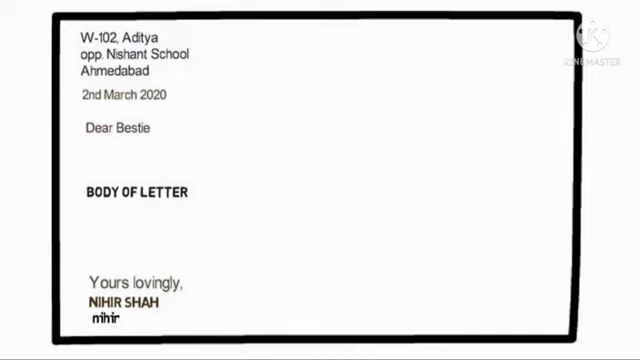 W-102, Aditya
opp. Nishant School
Ahmedabad
2nd March 2020
Dear Bestie
BODY OF LETTER
Yours lovingly,
NIHIR SHAH
nihir
KINEMASTER